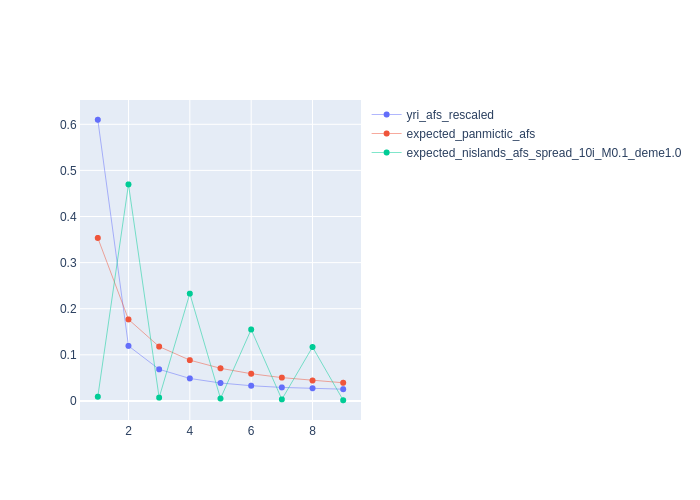 yri_afs_rescaled
expected_panmictic_afs
expected_nislands_afs_spread_10i_M0.1_deme1.0
0.6
0.5
0.4
0.3
0.2
0.1
0
2 4 6 8